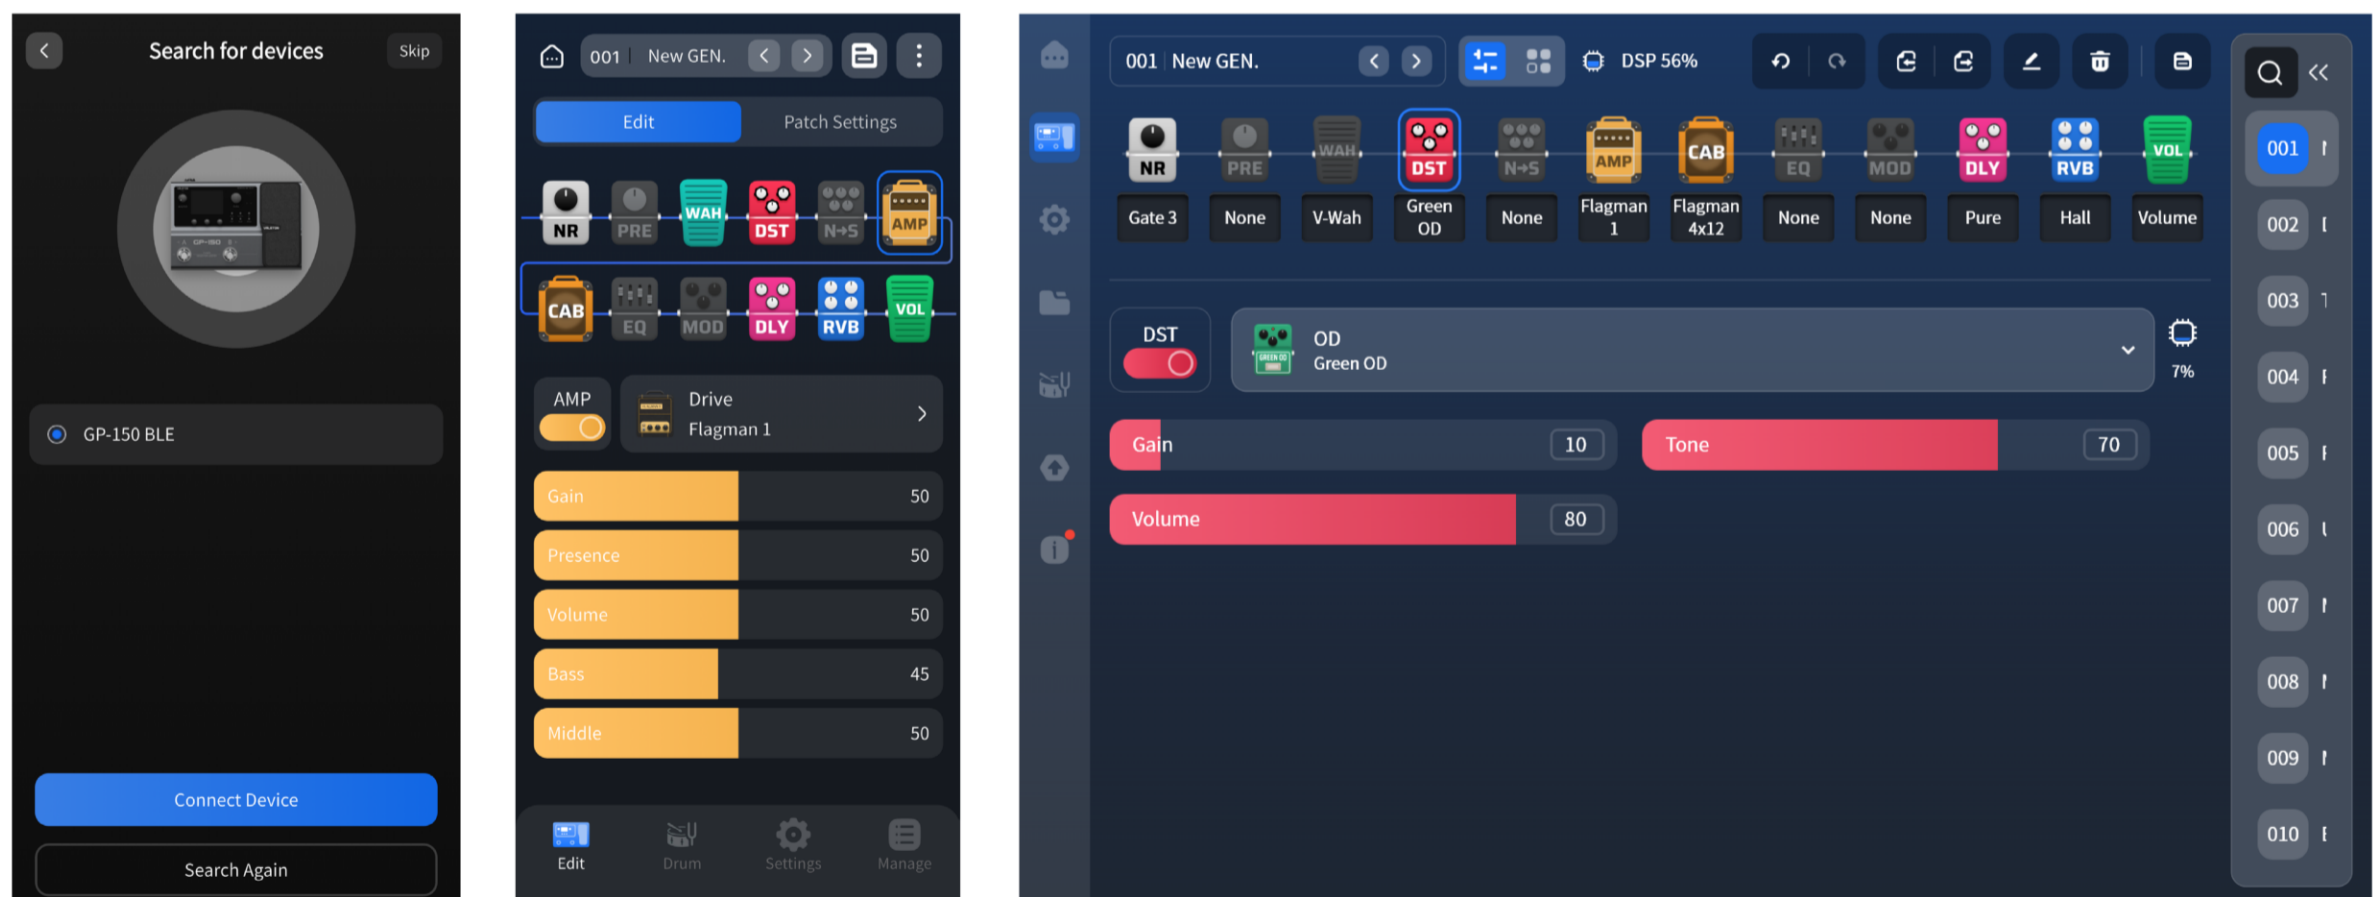 Search for devices
Skip
GP-150
GP-150 BLE
Connect Device
Search Again
001 New GEN.
Edit Patch Settings
NR PRE WAH DST N→S AMP
CAB EQ MOD DLY RVB VOL
AMP
Drive
Flagman 1
Gain 50
Presence 50
Volume 50
Bass 45
Middle 50
Edit Drum Settings Manage
001 New GEN. DSP 56%
NR PRE WAH DST N→S AMP CAB EQ MOD DLY RVB VOL
Gate 3 None V-Wah Green OD None Flagman 1 Flagman 4x12 None None Pure Hall Volume
DST
GREEN OD
OD
Green OD
7%
Gain 10 Tone 70
Volume 80
001
002
003
004
005
006
007
008
009
010